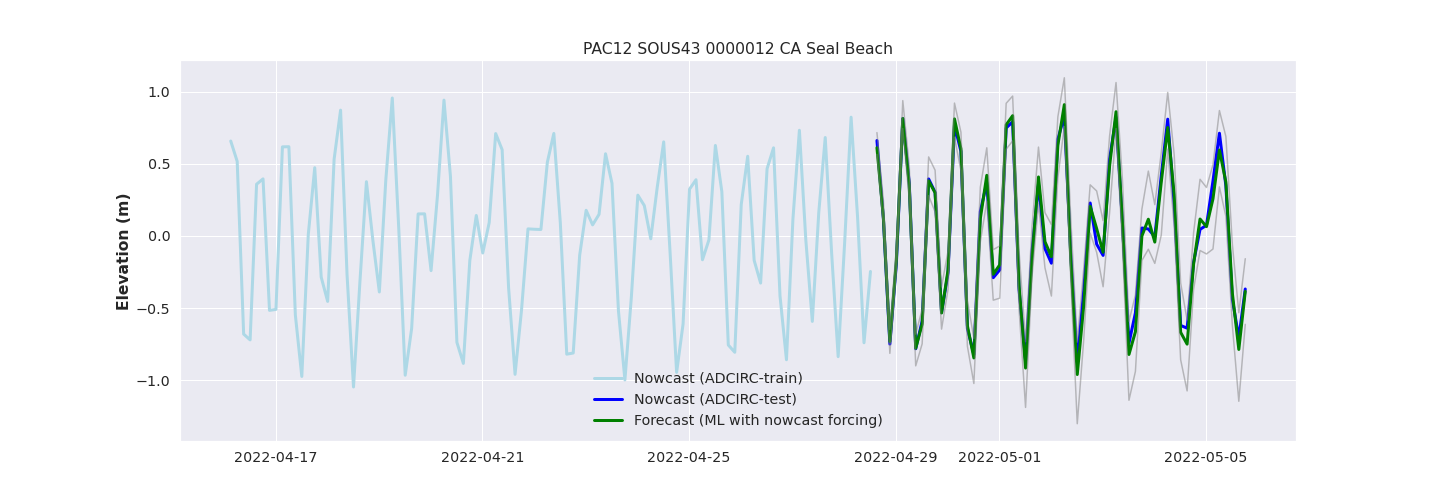 PAC12 SOUS43 0000012 CA Seal Beach
Elevation (m)
1.0
0.5
0.0
−0.5
−1.0
Nowcast (ADCIRC-train)
Nowcast (ADCIRC-test)
Forecast (ML with nowcast forcing)
2022-04-17 2022-04-21 2022-04-25 2022-04-29 2022-05-01 2022-05-05